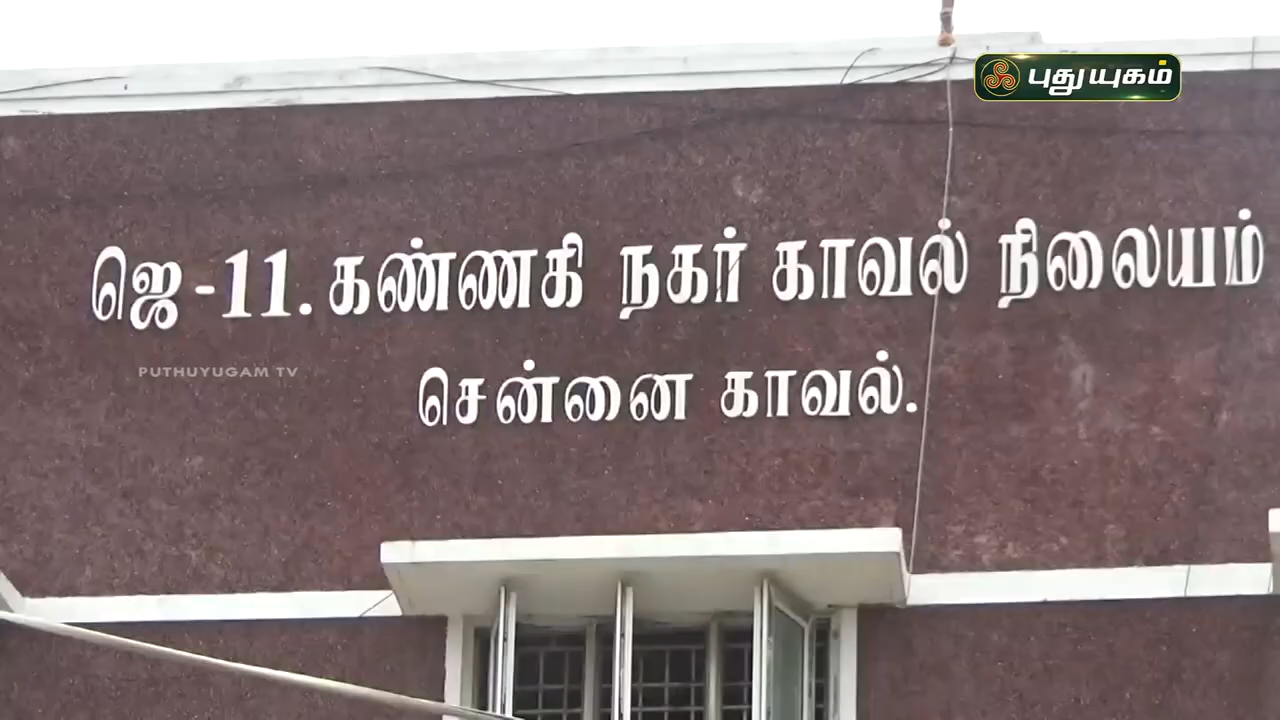 புதுயுகம்
ஜெ -11. கண்ணகி நகர் காவல் நிலையம்
PUTHUYUGAM TV
சென்னை காவல்.